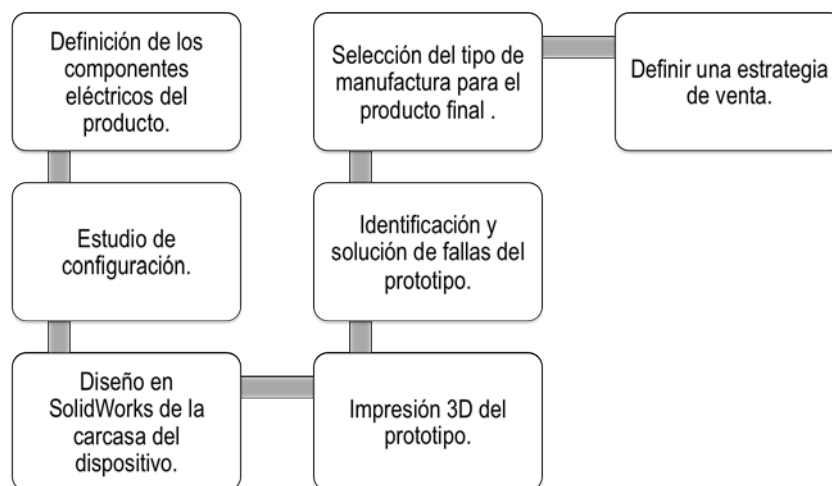 Definición de los
componentes
eléctricos del
producto.
Estudio de
configuración.
Diseño en
SolidWorks de la
carcasa del
dispositivo.
Impresión 3D del
prototipo.
Identificación y
solución de fallas del
prototipo.
Selección del tipo de
manufactura para el
producto final .
Definir una estrategia
de venta.